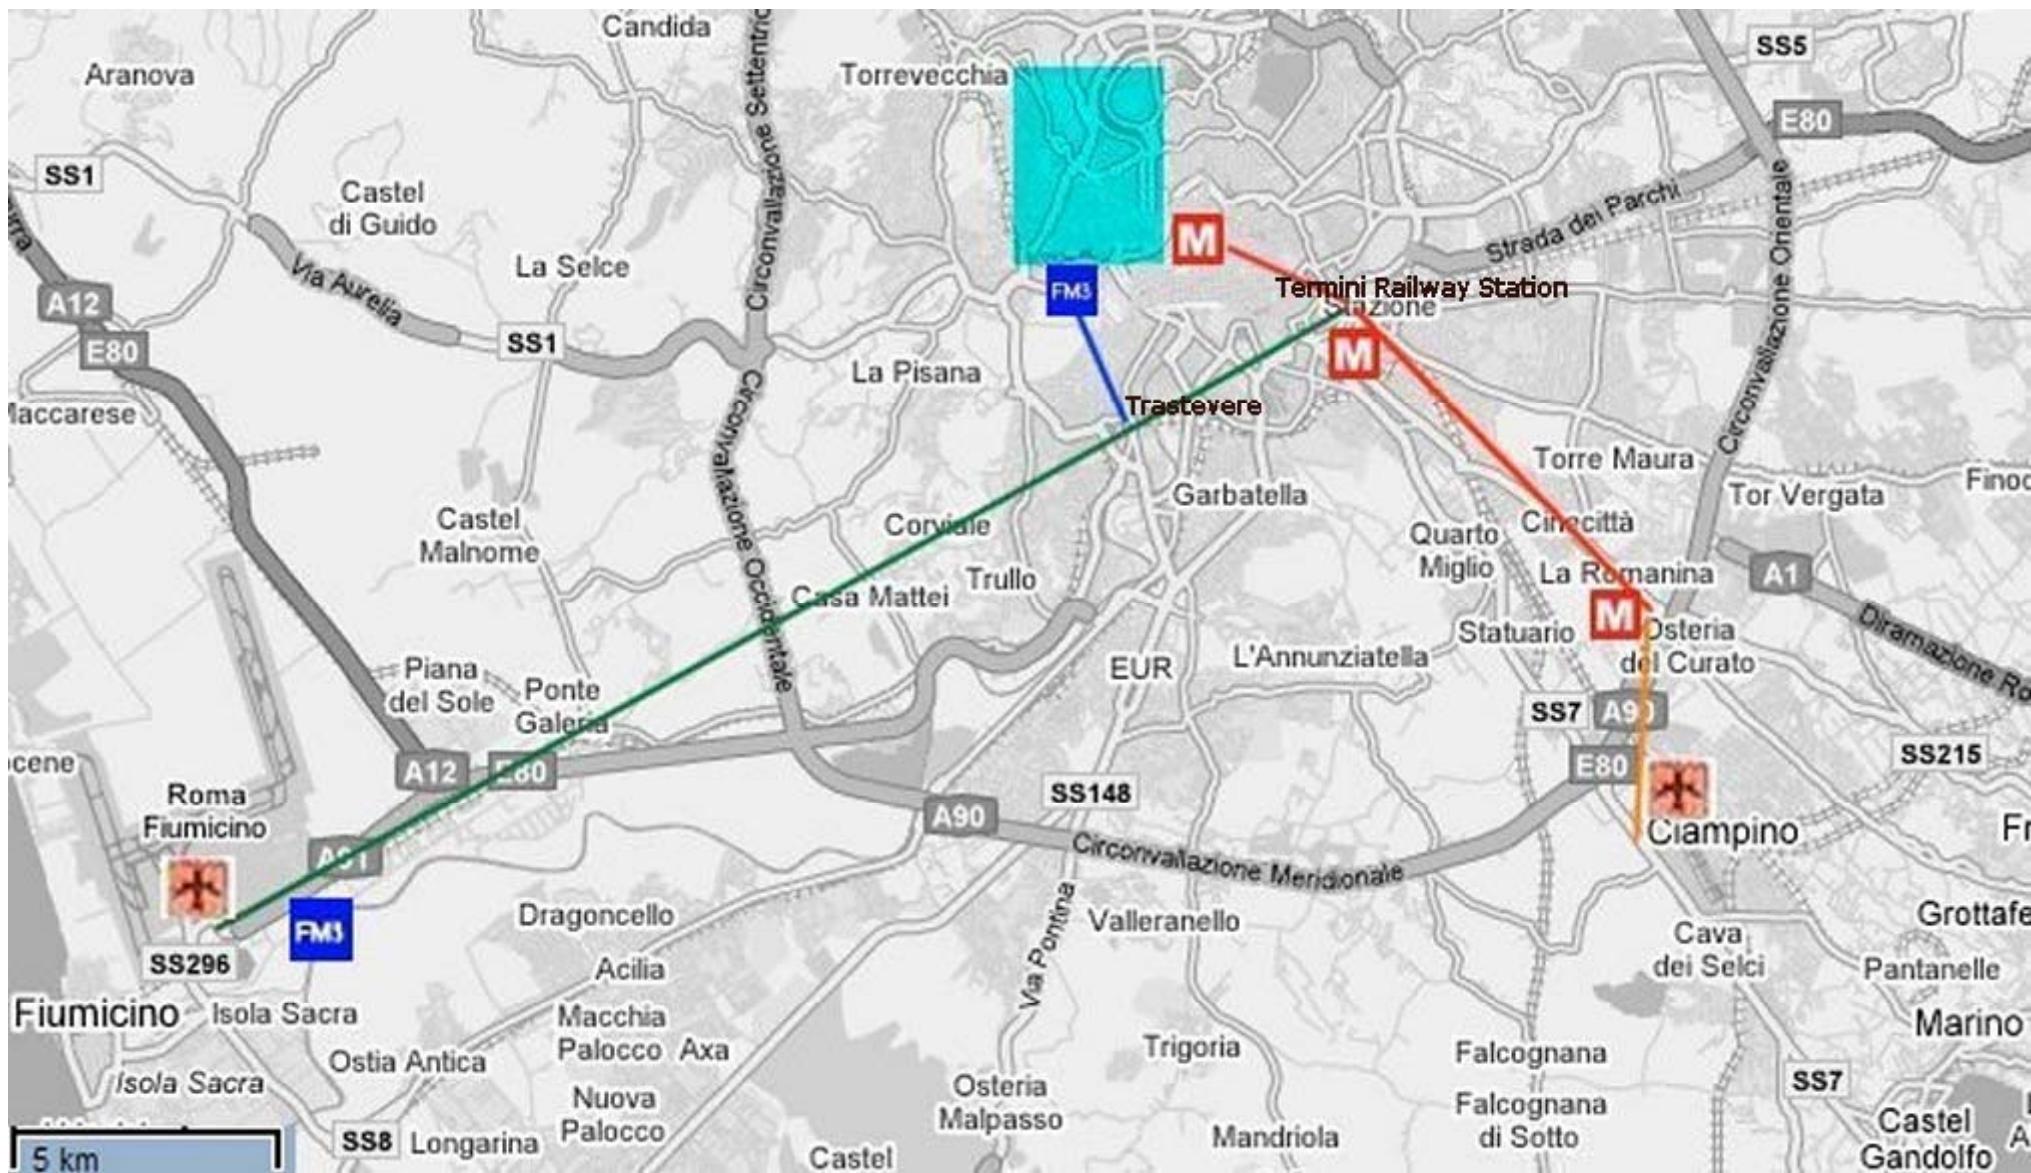 Candida
Aranova
Torrevecchia
SS5
E80
SS1
Castel
di Guido
Circonvallazione Settentrio
Strada dei Parchi
M
La Selce
Via Aurelia
FM3
Termini Railway Station
Stazione
A12
E80
SS1
M
La Pisana
Circonvallazione Orientale
Maccarese
Trastevere
Torre Maura
Tor Vergata
Finoc
Garbatella
Castel
Malnome
Corviale
Quarto
Miglio
Cinecittà
Circonvallazione Occidentale
Casa Mattei
Trullo
La Romanina
A1
M
Diramazione Ro
Statuario
Osteria
del Curato
Piana
del Sole
Ponte
Galeria
EUR
L'Annunziatella
SS7
A90
SS215
cene
A12
E80
E80
Roma
Fiumicino
SS148
A90
Ciampino
Fr
A91
Circonvallazione Meridionale
FM3
Dragoncello
Via Pontina
Valleranello
Grottafe
SS296
Acilia
Cava
dei Selci
Pantanelle
Fiumicino
Isola Sacra
Macchia
Palocco
Axa
Marino
Ostia Antica
Trigoria
Falcognana
Isola Sacra
Osteria
Malpasso
SS7
Nuova
Palocco
Falcognana
di Sotto
Castel
Gandolfo
SS8
Longarina
Mandriola
5 km
Castel